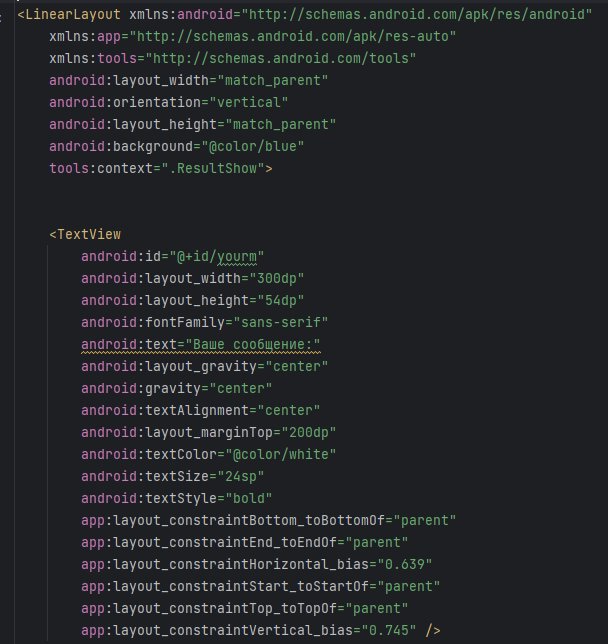 <LinearLayout xmlns:android="http://schemas.android.com/apk/res/android"
xmlns:app="http://schemas.android.com/apk/res-auto"
xmlns:tools="http://schemas.android.com/tools"
android:layout_width="match_parent"
android:orientation="vertical"
android:layout_height="match_parent"
android:background="@color/blue"
tools:context=".ResultShow">
<TextView
android:id="@+id/yourm"
android:layout_width="300dp"
android:layout_height="54dp"
android:fontFamily="sans-serif"
android:text="Ваше сообщение:"
android:layout_gravity="center"
android:gravity="center"
android:textAlignment="center"
android:layout_marginTop="200dp"
android:textColor="@color/white"
android:textSize="24sp"
android:textStyle="bold"
app:layout_constraintBottom_toBottomOf="parent"
app:layout_constraintEnd_toEndOf="parent"
app:layout_constraintHorizontal_bias="0.639"
app:layout_constraintStart_toStartOf="parent"
app:layout_constraintTop_toTopOf="parent"
app:layout_constraintVertical_bias="0.745" />